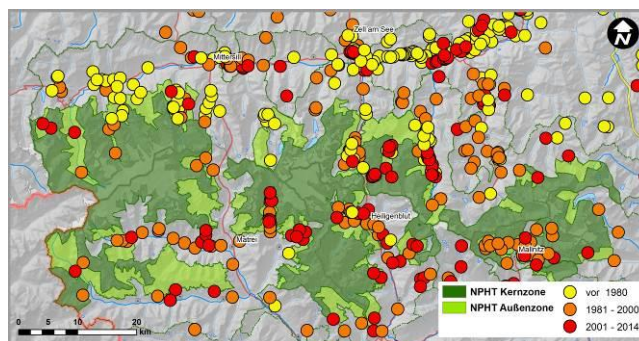 Zell am See
N
Mittersill
Heiligenblut
Matrei
Mallnitz
NPHT Kernzone
NPHT Außenzone
vor 1980
1981 - 2000
2001 - 2014
0 5 10 20
km